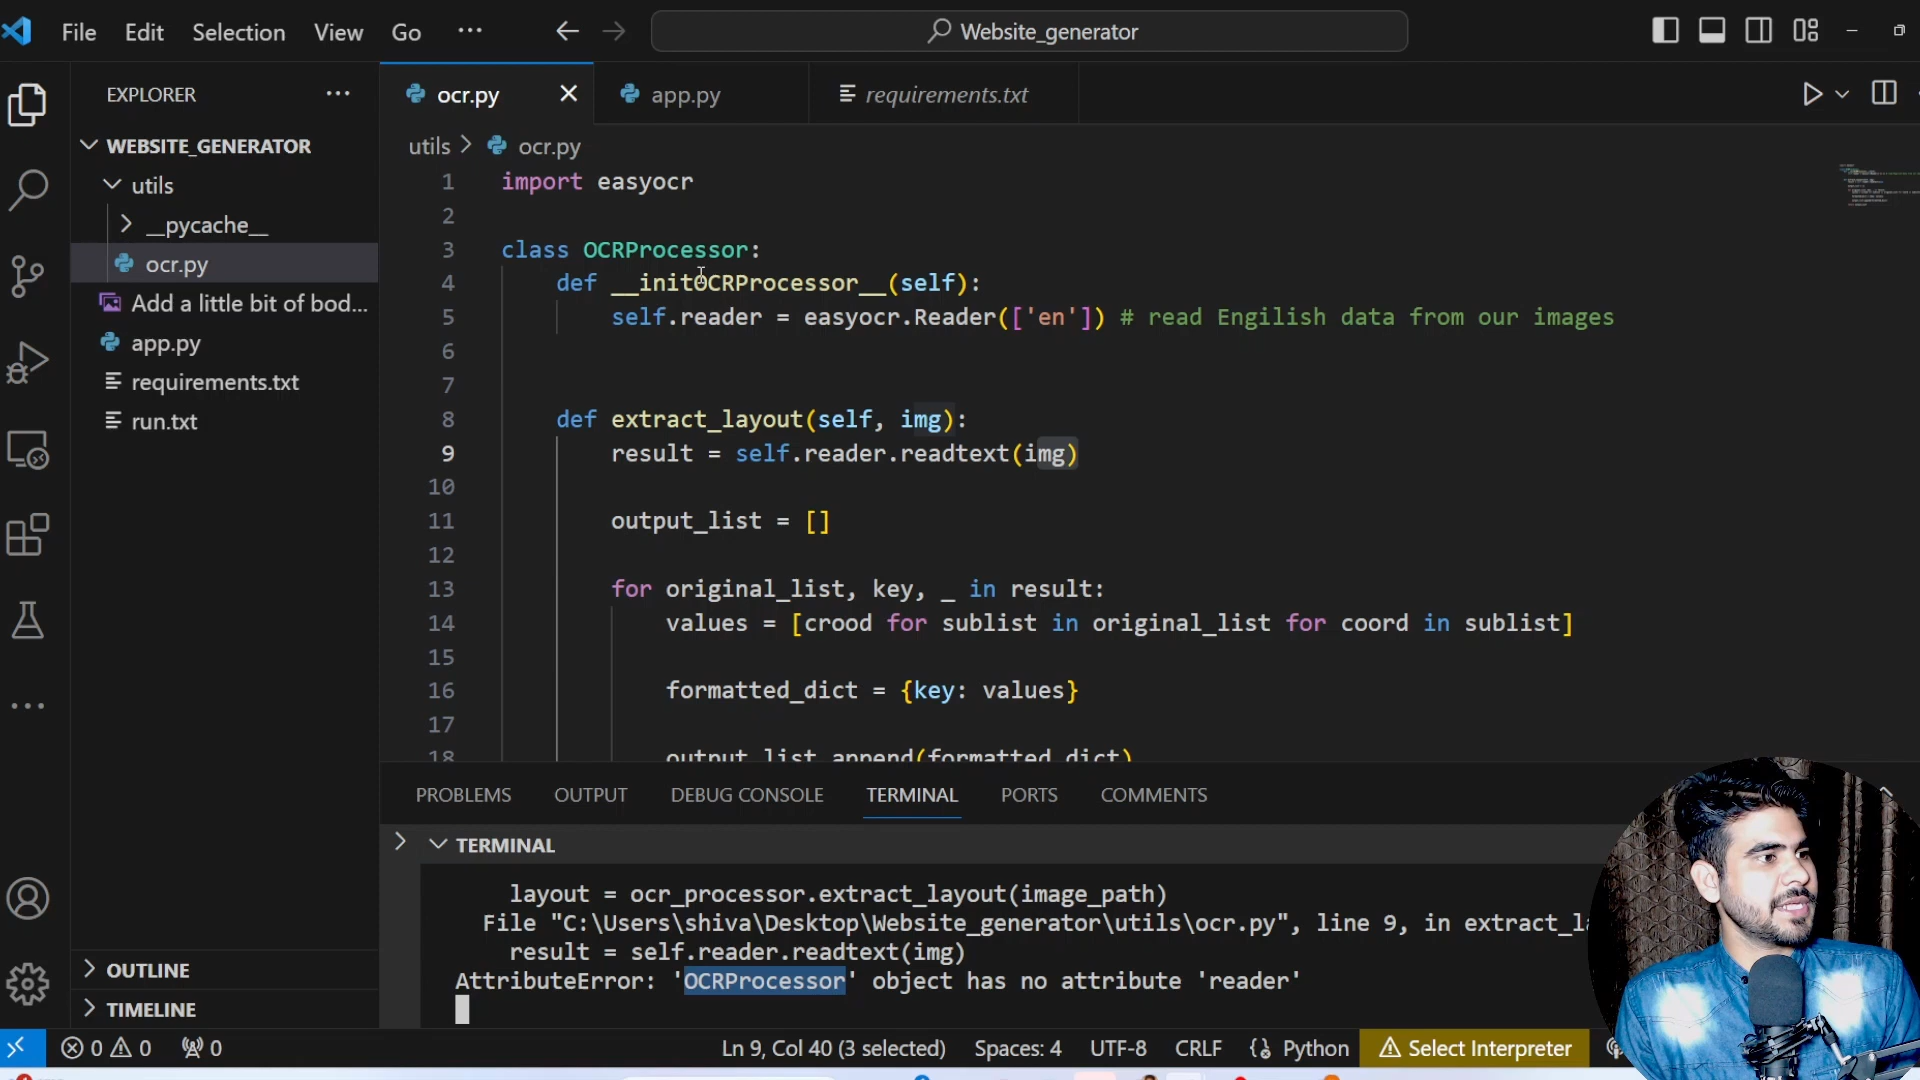 File Edit Selection View Go ··· Website_generator
EXPLORER ···
WEBSITE_GENERATOR
utils
__pycache__
ocr.py
Add a little bit of bod...
app.py
requirements.txt
run.txt
OUTLINE
TIMELINE
ocr.py app.py requirements.txt
utils > ocr.py
1 import easyocr
2
3 class OCRProcessor:
4 def __initOCRProcessor__(self):
5 self.reader = easyocr.Reader(['en']) # read Engilish data from our images
6
7
8 def extract_layout(self, img):
9 result = self.reader.readtext(img)
10
11 output_list = []
12
13 for original_list, key, _ in result:
14 values = [crood for sublist in original_list for coord in sublist]
15
16 formatted_dict = {key: values}
17
18 output_list.append(formatted_dict)
PROBLEMS OUTPUT DEBUG CONSOLE TERMINAL PORTS COMMENTS
TERMINAL
layout = ocr_processor.extract_layout(image_path)
File "C:\Users\shiva\Desktop\Website_generator\utils\ocr.py", line 9, in extract_la
result = self.reader.readtext(img)
AttributeError: 'OCRProcessor' object has no attribute 'reader'
0 0 0 Ln 9, Col 40 (3 selected) Spaces: 4 UTF-8 CRLF Python Select Interpreter